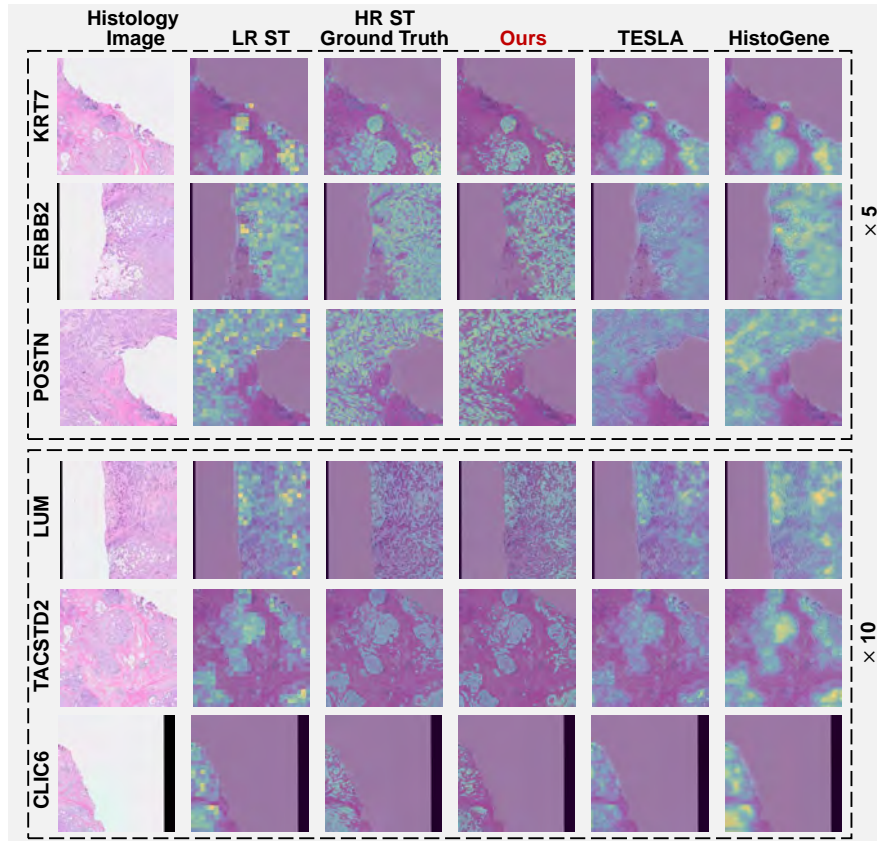 Histology Image
LR ST
HR ST Ground Truth
Ours
TESLA
HistoGene
KRT7
ERBB2
POSTN
× 5
LUM
TACSTD2
CLIC6
× 10